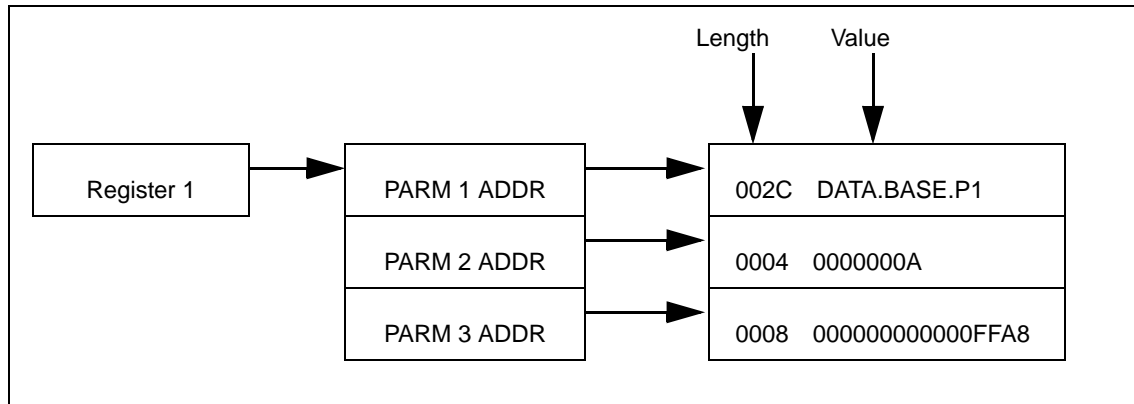 Length Value
Register 1
PARM 1 ADDR
002C DATA.BASE.P1
PARM 2 ADDR
0004 0000000A
PARM 3 ADDR
0008 000000000000FFA8